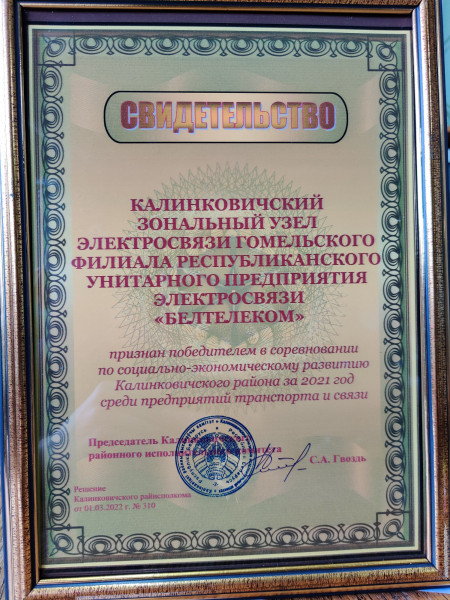 СВИДЕТЕЛЬСТВО
КАЛИНКОВИЧСКИЙ
ЗОНАЛЬНЫЙ УЗЕЛ
ЭЛЕКТРОСВЯЗИ ГОМЕЛЬСКОГО
ФИЛИАЛА РЕСПУБЛИКАНСКОГО
УНИТАРНОГО ПРЕДПРИЯТИЯ
ЭЛЕКТРОСВЯЗИ
«БЕЛТЕЛЕКОМ»
признан победителем в соревновании
по социально-экономическому развитию
Калинковичского района за 2021 год
среди предприятий транспорта и связи
Председатель
районного
С.А. Гвоздь
Решение
Калинковичского райисполкома
от 01.03.2022 г. № 310